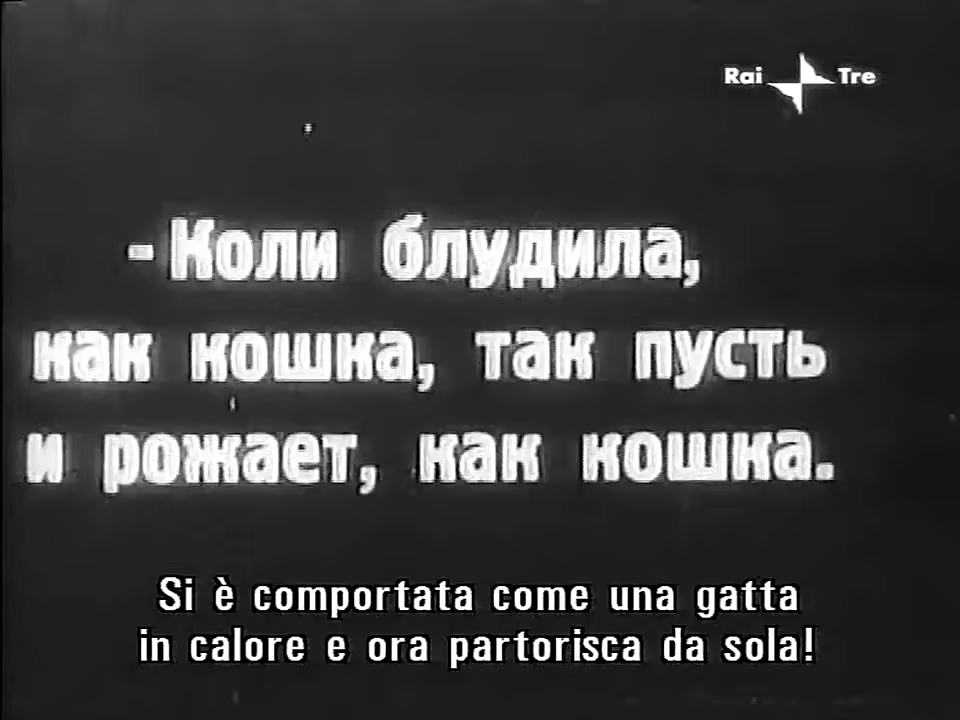 Rai Tre
-Коли блудила,
как кошка, так пусть
и рожает, как кошка.
Si è comportata come una gatta
in calore e ora partorisca da sola!